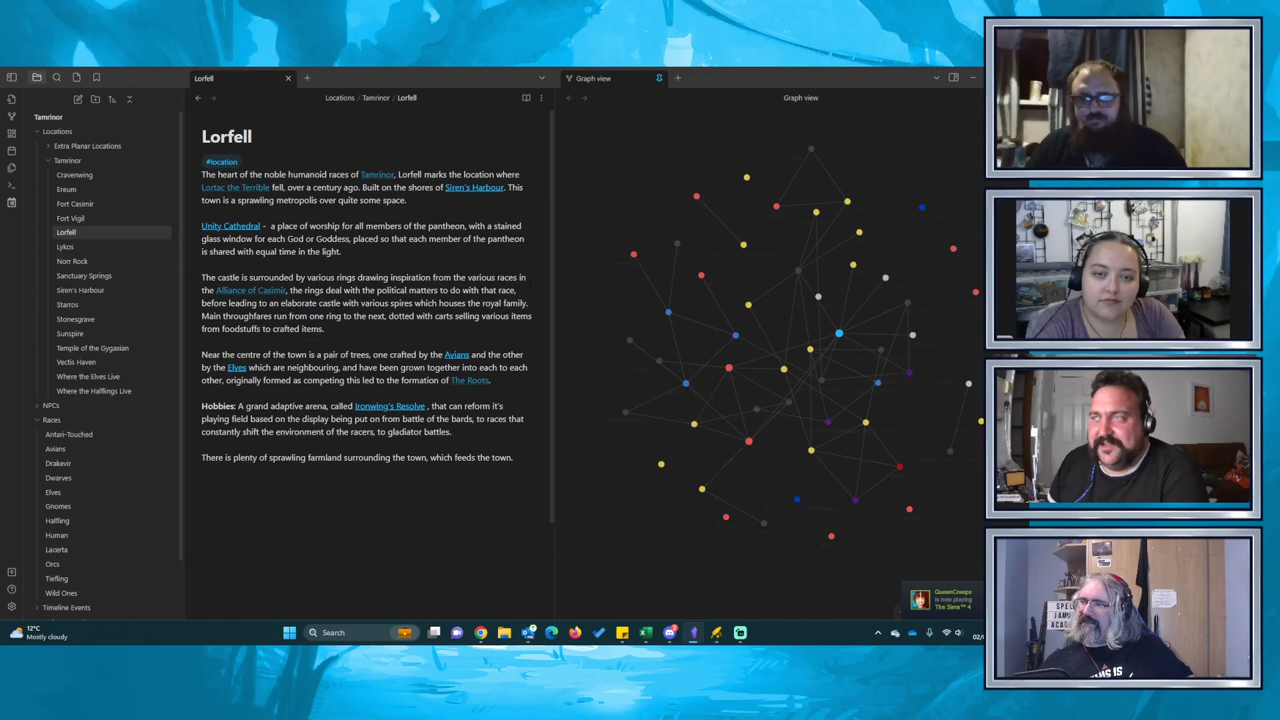 Lorfell
Graph view
Locations / Tamrinor / Lorfell
Graph view
Tamrinor
Locations
Extra Planar Locations
Tamrinor
Cravenwing
Ereum
Fort Casimir
Fort Vigil
Lorfell
Lykos
Norr Rock
Sanctuary Springs
Siren's Harbour
Starros
Stonesgrave
Sunspire
Temple of the Gygaxian
Vectis Haven
Where the Elves Live
Where the Halflings Live
NPCs
Races
Antari-Touched
Avians
Drakevir
Dwarves
Elves
Gnomes
Halfling
Human
Lacerta
Orcs
Tiefling
Wild Ones
Timeline Events
Lorfell
#location
The heart of the noble humanoid races of Tamrinor, Lorfell marks the location where
Lortac the Terrible fell, over a century ago. Built on the shores of Siren's Harbour. This
town is a sprawling metropolis over quite some space.
Unity Cathedral - a place of worship for all members of the pantheon, with a stained
glass window for each God or Goddess, placed so that each member of the pantheon
is shared with equal time in the light.
The castle is surrounded by various rings drawing inspiration from the various races in
the Alliance of Casimir, the rings deal with the political matters to do with that race,
before leading to an elaborate castle with various spires which houses the royal family.
Main throughfares run from one ring to the next, dotted with carts selling various items
from foodstuffs to crafted items.
Near the centre of the town is a pair of trees, one crafted by the Avians and the other
by the Elves which are neighbouring, and have been grown together into each to each
other, originally formed as competing this led to the formation of The Roots.
Hobbies: A grand adaptive arena, called Ironwing's Resolve , that can reform it's
playing field based on the display being put on from battle of the bards, to races that
constantly shift the environment of the racers, to gladiator battles.
There is plenty of sprawling farmland surrounding the town, which feeds the town.
QueenCreeps
is now playing
The Sims™ 4
12°C
Mostly cloudy
Search
02/
SPEL
JAMV
ACAD
THIS IS